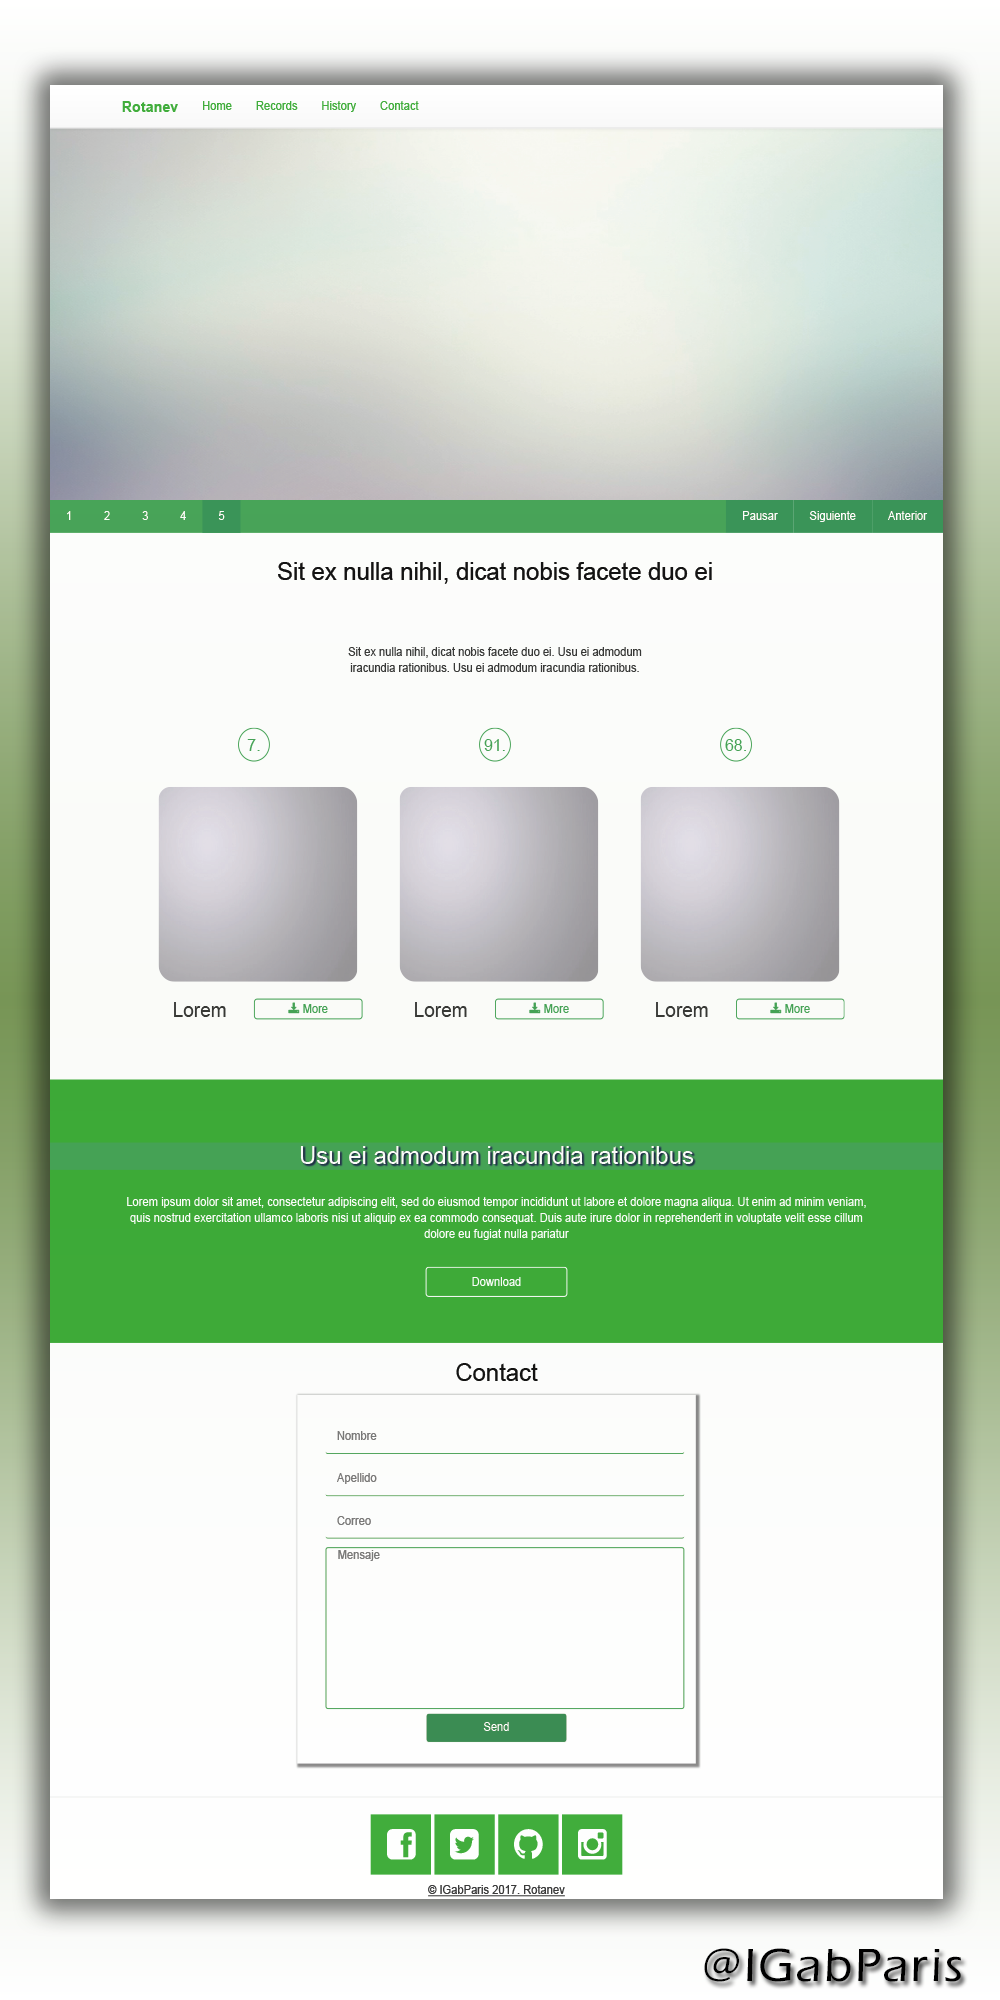 Rotanev Home Records History Contact
1 2 3 4 5 Pausar Siguiente Anterior
Sit ex nulla nihil, dicat nobis facete duo ei
Sit ex nulla nihil, dicat nobis facete duo ei. Usu ei admodum
iracundia rationibus. Usu ei admodum iracundia rationibus.
7. 91. 68.
Lorem More Lorem More Lorem More
Usu ei admodum iracundia rationibus
Lorem ipsum dolor sit amet, consectetur adipiscing elit, sed do eiusmod tempor incididunt ut labore et dolore magna aliqua. Ut enim ad minim veniam,
quis nostrud exercitation ullamco laboris nisi ut aliquip ex ea commodo consequat. Duis aute irure dolor in reprehenderit in voluptate velit esse cillum
dolore eu fugiat nulla pariatur
Download
Contact
Nombre
Apellido
Correo
Mensaje
Send
© IGabParis 2017. Rotanev
@IGabParis